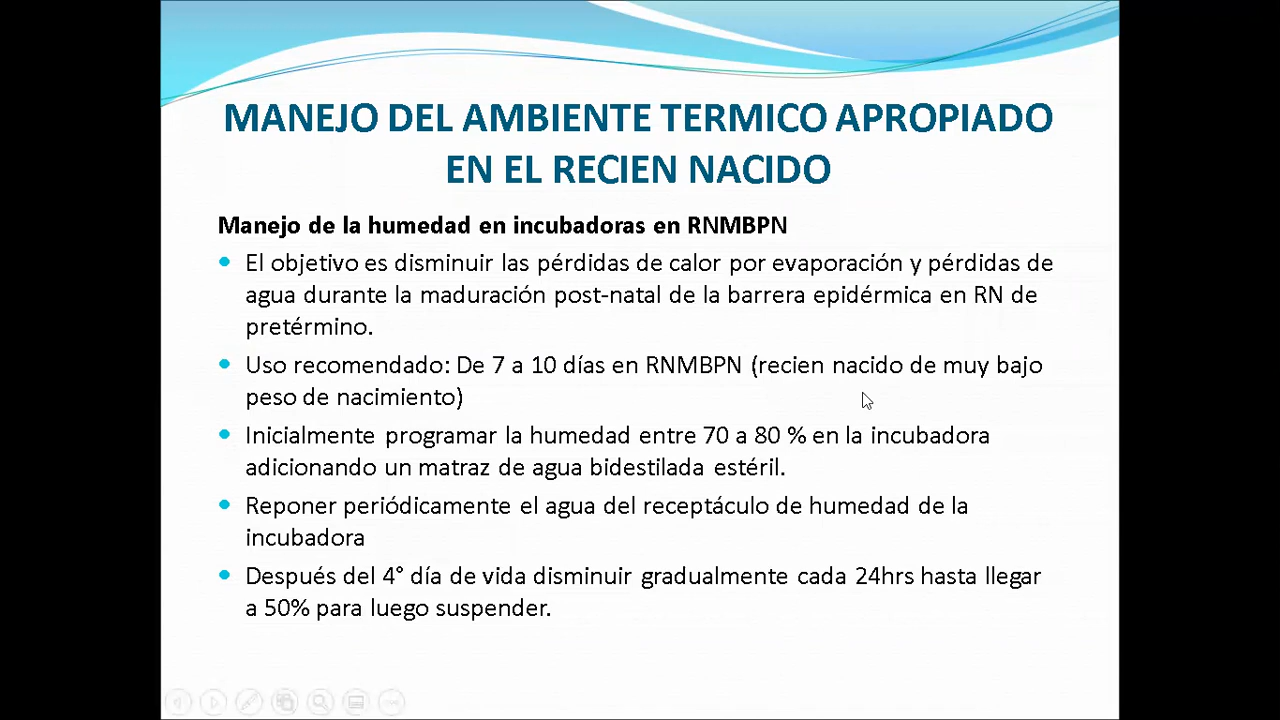 MANEJO DEL AMBIENTE TERMICO APROPIADO
EN EL RECIEN NACIDO
Manejo de la humedad en incubadoras en RNMBPN
El objetivo es disminuir las pérdidas de calor por evaporación y pérdidas de
agua durante la maduración post-natal de la barrera epidérmica en RN de
pretérmino.
Uso recomendado: De 7 a 10 días en RNMBPN (recien nacido de muy bajo
peso de nacimiento)
Inicialmente programar la humedad entre 70 a 80 % en la incubadora
adicionando un matraz de agua bidestilada estéril.
Reponer periódicamente el agua del receptáculo de humedad de la
incubadora
Después del 4° día de vida disminuir gradualmente cada 24hrs hasta llegar
a 50% para luego suspender.